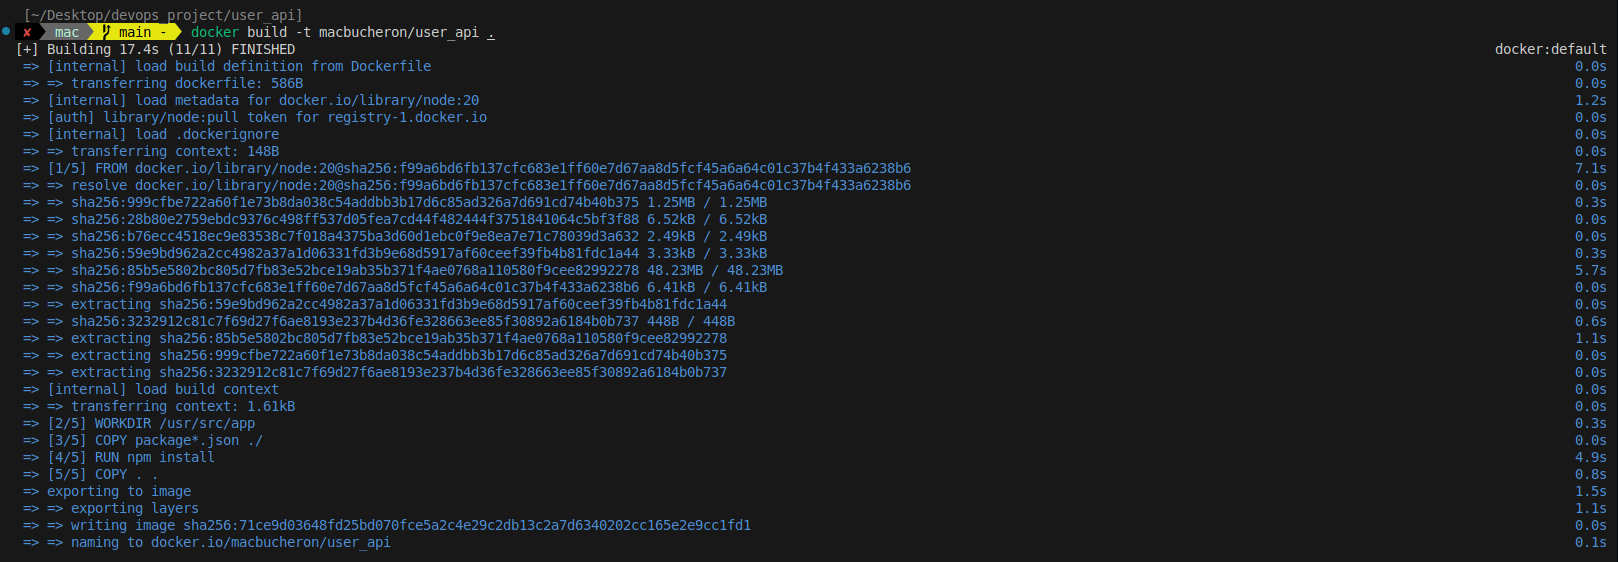 [~/Desktop/devops_project/user_api]
✘ mac main - docker build -t macbucheron/user_api .
[+] Building 17.4s (11/11) FINISHED docker:default
=> [internal] load build definition from Dockerfile 0.0s
=> => transferring dockerfile: 586B 0.0s
=> [internal] load metadata for docker.io/library/node:20 1.2s
=> [auth] library/node:pull token for registry-1.docker.io 0.0s
=> [internal] load .dockerignore 0.0s
=> => transferring context: 148B 0.0s
=> [1/5] FROM docker.io/library/node:20@sha256:f99a6bd6fb137cfc683e1ff60e7d67aa8d5fcf45a6a64c01c37b4f433a6238b6 7.1s
=> => resolve docker.io/library/node:20@sha256:f99a6bd6fb137cfc683e1ff60e7d67aa8d5fcf45a6a64c01c37b4f433a6238b6 0.0s
=> => sha256:999cfbe722a60f1e73b8da038c54addbb3b17d6c85ad326a7d691cd74b40b375 1.25MB / 1.25MB 0.3s
=> => sha256:28b80e2759ebdc9376c498ff537d05fea7cd44f482444f3751841064c5bf3f88 6.52kB / 6.52kB 0.0s
=> => sha256:b76ecc4518ec9e83538c7f018a4375ba3d60d1ebc0f9e8ea7e71c78039d3a632 2.49kB / 2.49kB 0.0s
=> => sha256:59e9bd962a2cc4982a37a1d06331fd3b9e68d5917af60ceef39fb4b81fdc1a44 3.33kB / 3.33kB 0.3s
=> => sha256:85b5e5802bc805d7fb83e52bce19ab35b371f4ae0768a110580f9cee82992278 48.23MB / 48.23MB 5.7s
=> => sha256:f99a6bd6fb137cfc683e1ff60e7d67aa8d5fcf45a6a64c01c37b4f433a6238b6 6.41kB / 6.41kB 0.0s
=> => extracting sha256:59e9bd962a2cc4982a37a1d06331fd3b9e68d5917af60ceef39fb4b81fdc1a44 0.0s
=> => sha256:3232912c81c7f69d27f6ae8193e237b4d36fe328663ee85f30892a6184b0b737 448B / 448B 0.6s
=> => extracting sha256:85b5e5802bc805d7fb83e52bce19ab35b371f4ae0768a110580f9cee82992278 1.1s
=> => extracting sha256:999cfbe722a60f1e73b8da038c54addbb3b17d6c85ad326a7d691cd74b40b375 0.0s
=> => extracting sha256:3232912c81c7f69d27f6ae8193e237b4d36fe328663ee85f30892a6184b0b737 0.0s
=> [internal] load build context 0.0s
=> => transferring context: 1.61kB 0.0s
=> [2/5] WORKDIR /usr/src/app 0.3s
=> [3/5] COPY package*.json ./ 0.0s
=> [4/5] RUN npm install 4.9s
=> [5/5] COPY . . 0.8s
=> exporting to image 1.5s
=> => exporting layers 1.1s
=> => writing image sha256:71ce9d03648fd25bd070fce5a2c4e29c2db13c2a7d6340202cc165e2e9cc1fd1 0.0s
=> => naming to docker.io/macbucheron/user_api 0.1s